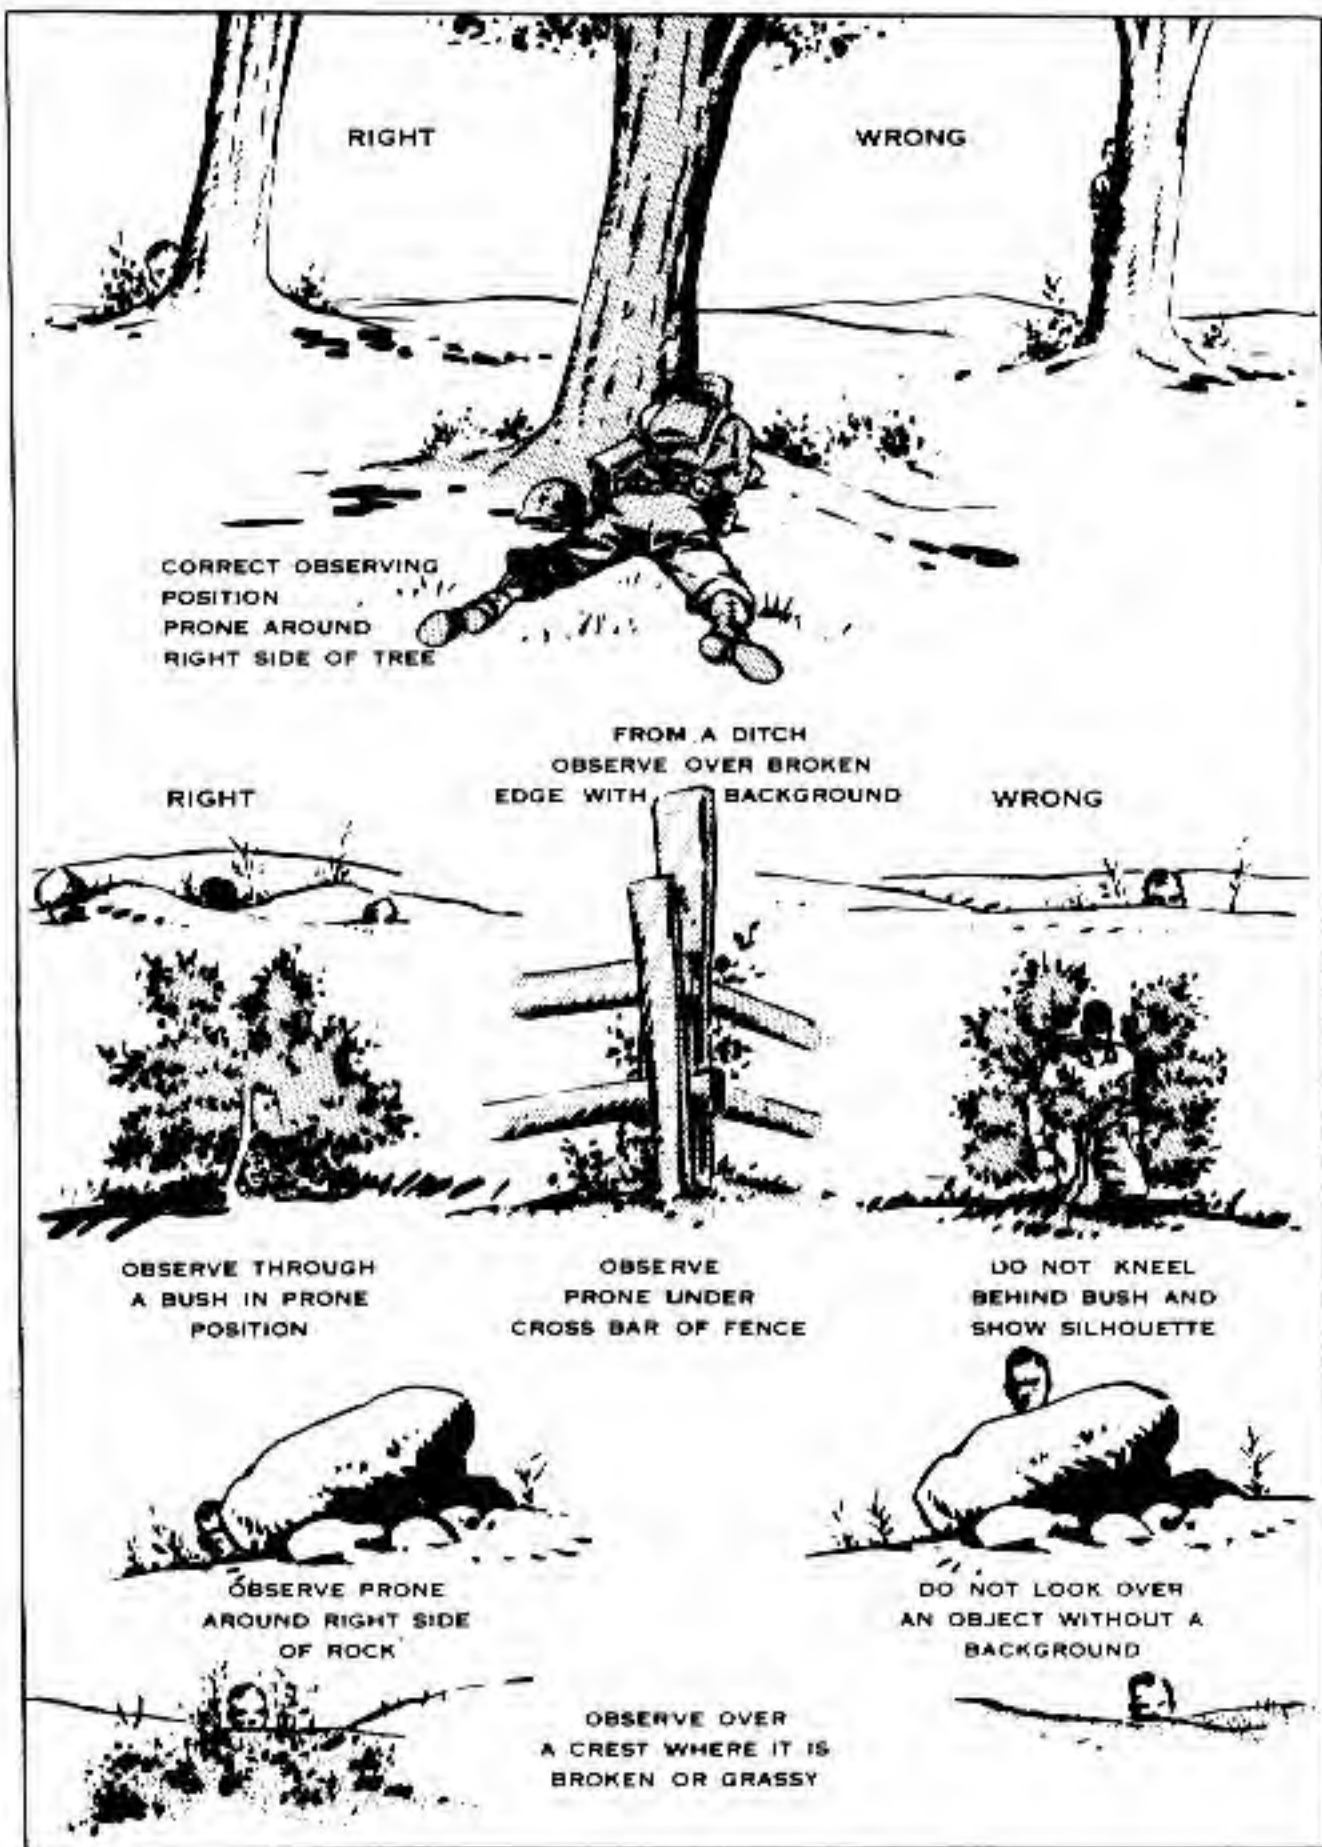 RIGHT
WRONG
CORRECT OBSERVING
POSITION
PRONE AROUND
RIGHT SIDE OF TREE
FROM A DITCH
OBSERVE OVER BROKEN
EDGE WITH BACKGROUND
RIGHT
WRONG
OBSERVE THROUGH
A BUSH IN PRONE
POSITION
OBSERVE
PRONE UNDER
CROSS BAR OF FENCE
DO NOT KNEEL
BEHIND BUSH AND
SHOW SILHOUETTE
OBSERVE PRONE
AROUND RIGHT SIDE
OF ROCK
DO NOT LOOK OVER
AN OBJECT WITHOUT A
BACKGROUND
OBSERVE OVER
A CREST WHERE IT IS
BROKEN OR GRASSY